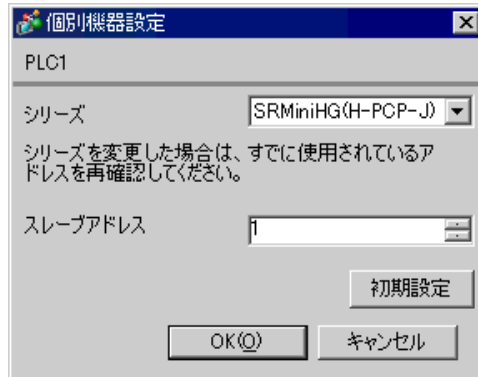 個別機器設定
PLC1
シリーズ SRMiniHG(H-PCP-J)
シリーズを変更した場合は、すでに使用されているア
ドレスを再確認してください。
スレーブアドレス 1
初期設定
OK(O) キャンセル